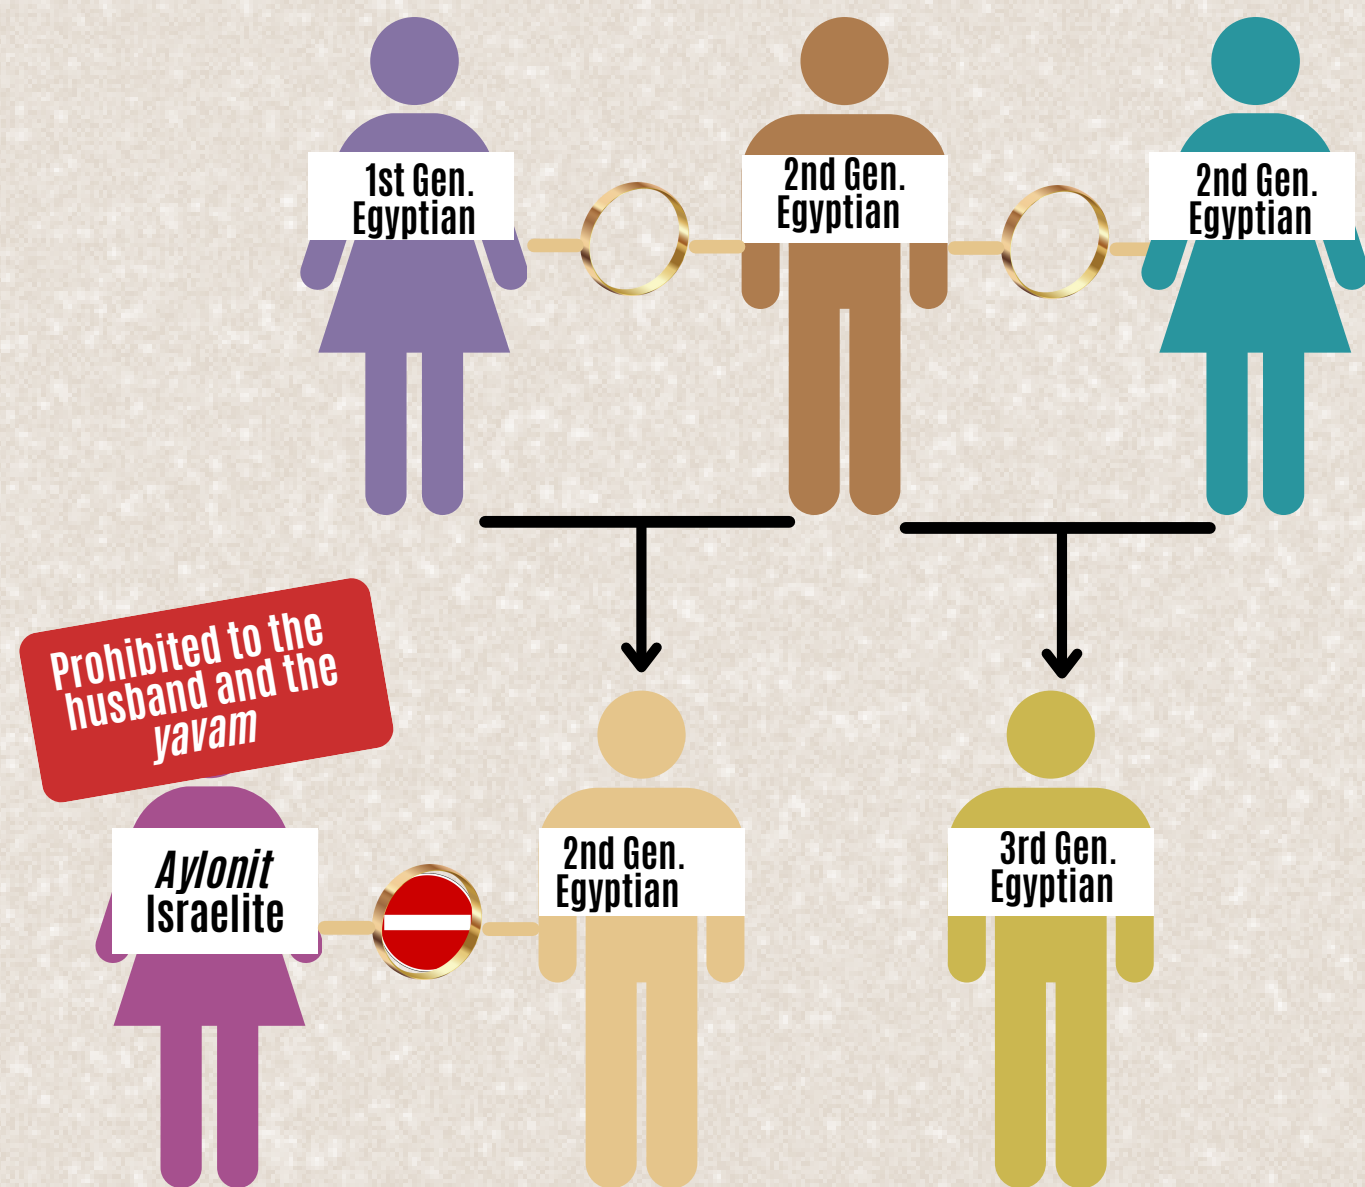 1st Gen.
Egyptian
2nd Gen.
Egyptian
2nd Gen.
Egyptian
Prohibited to the
husband and the
yavam
Aylonit
Israelite
2nd Gen.
Egyptian
3rd Gen.
Egyptian